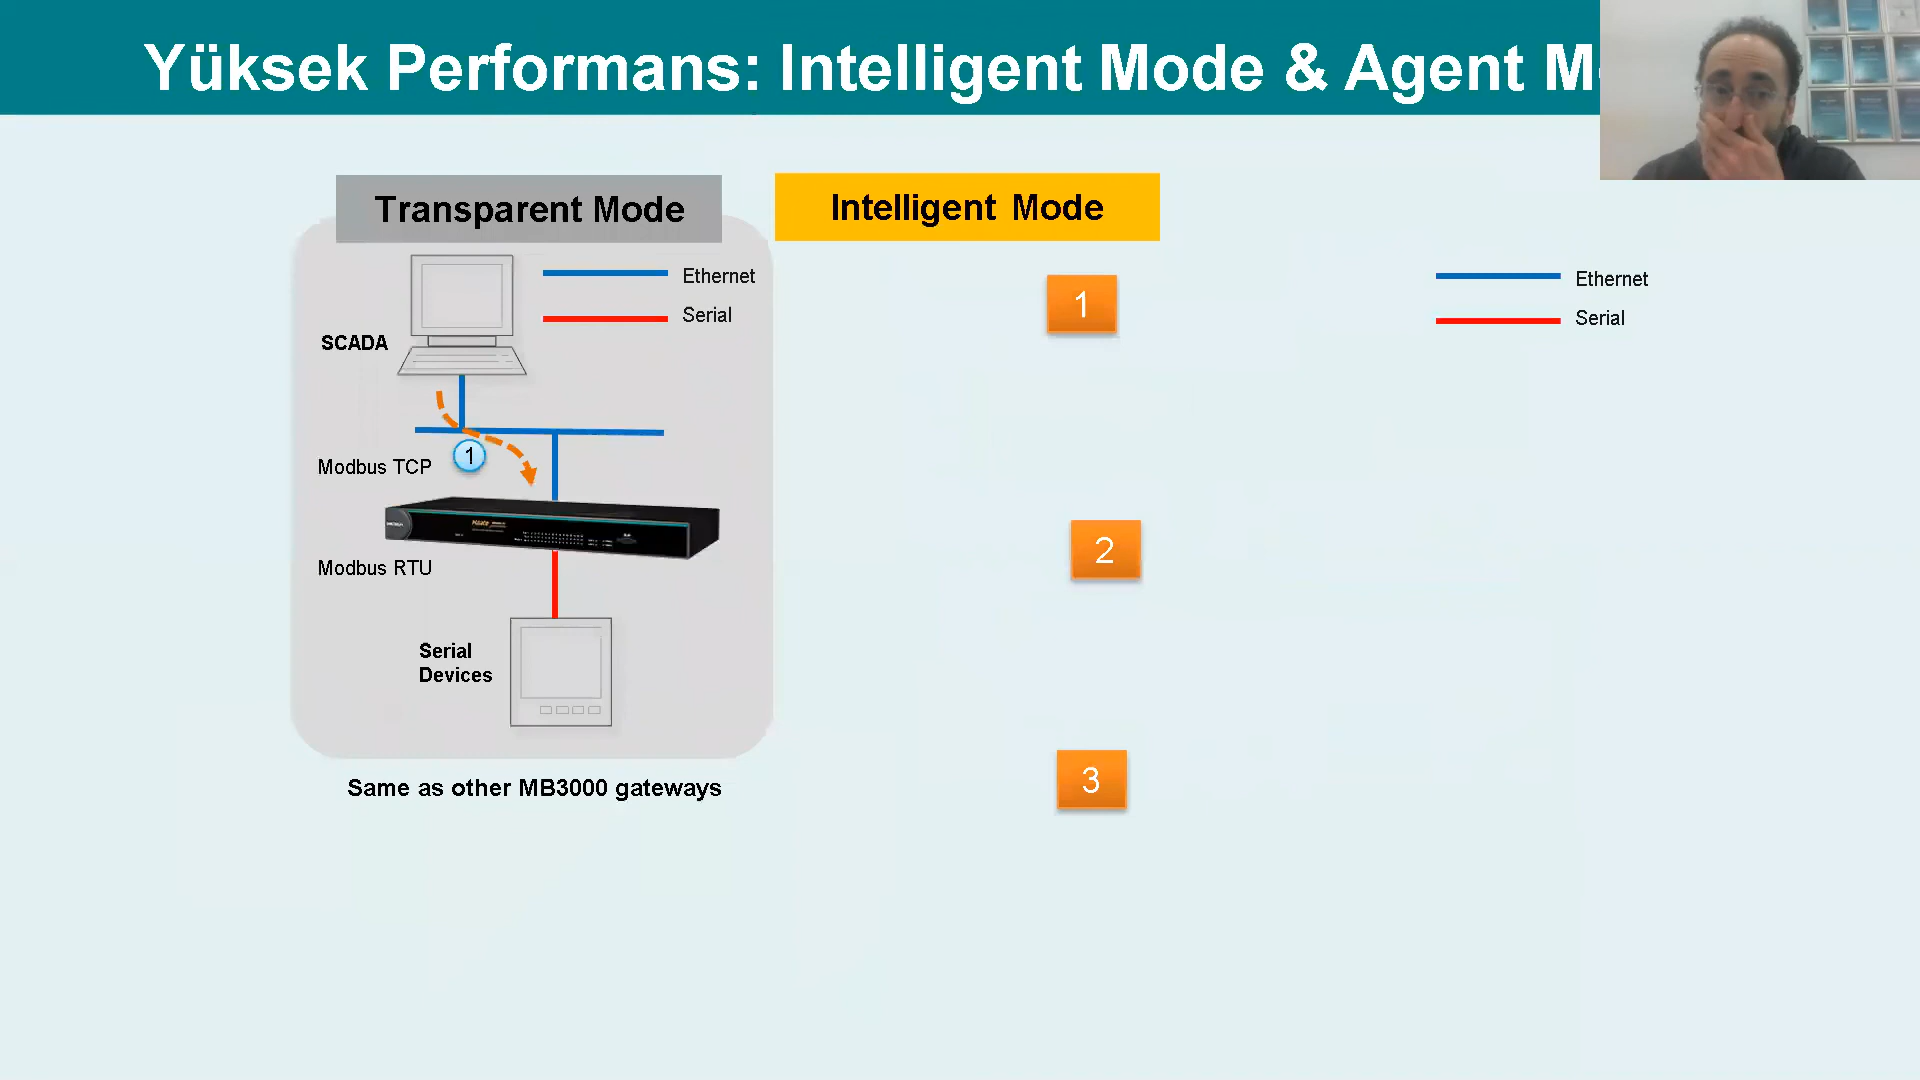 Yüksek Performans: Intelligent Mode & Agent M
Transparent Mode
Intelligent Mode
Ethernet
Serial
SCADA
1
Modbus TCP
Modbus RTU
Serial
Devices
Same as other MB3000 gateways
1
2
3
Ethernet
Serial